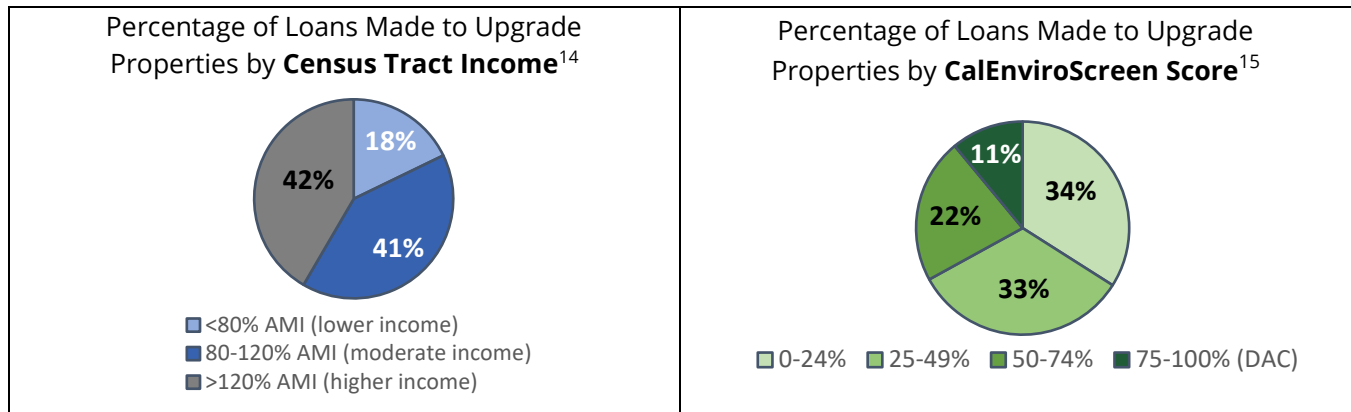 Percentage of Loans Made to Upgrade
Properties by Census Tract Income14
18%
42%
41%
<80% AMI (lower income)
80-120% AMI (moderate income)
>120% AMI (higher income)
Percentage of Loans Made to Upgrade
Properties by CalEnviroScreen Score15
11%
34%
22%
33%
0-24% 25-49% 50-74% 75-100% (DAC)